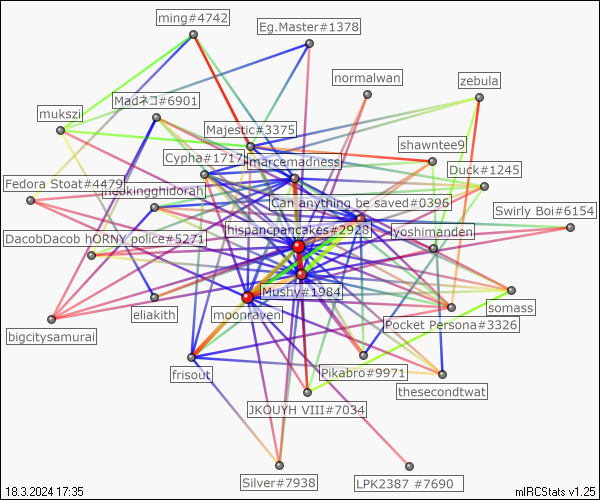 ming#4742
Eg.Master#1378
normalwan
zebula
Madネコ#6901
mukszi
Majestic#3375
shawntee9
Cypha#1717
marcemadness
Duck#1245
Fedora Stoat#4479
Can anything be saved#0396
Swirly Boi#6154
hispancpancakes#2928
lyoshimanden
DacobDacob hORNY police#5271
Mushy#1984
eliakith
moonraven
somass
Pocket Persona#3326
bigcitysamurai
frisout
Pikabro#9971
thesecondtwat
JKOUYH VIII#7034
Silver#7938
LPK2387 #7690
18.3.2024 17:35
mIRCStats v1.25